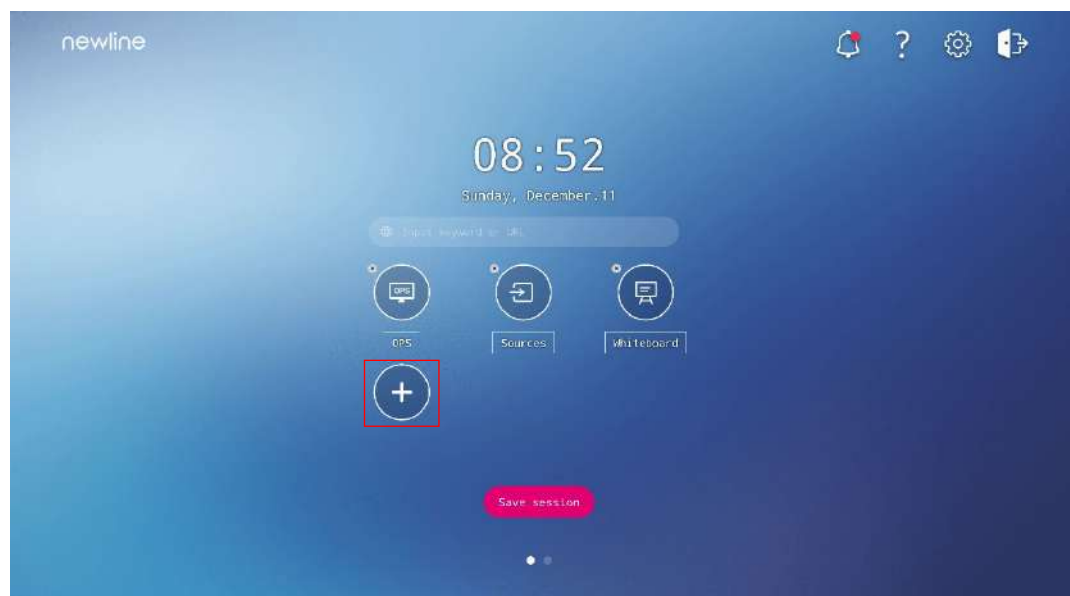 newline
?
08:52
Sunday, December.11
Input keyword or URL
OPS
OPS
Sources
Whiteboard
Save session